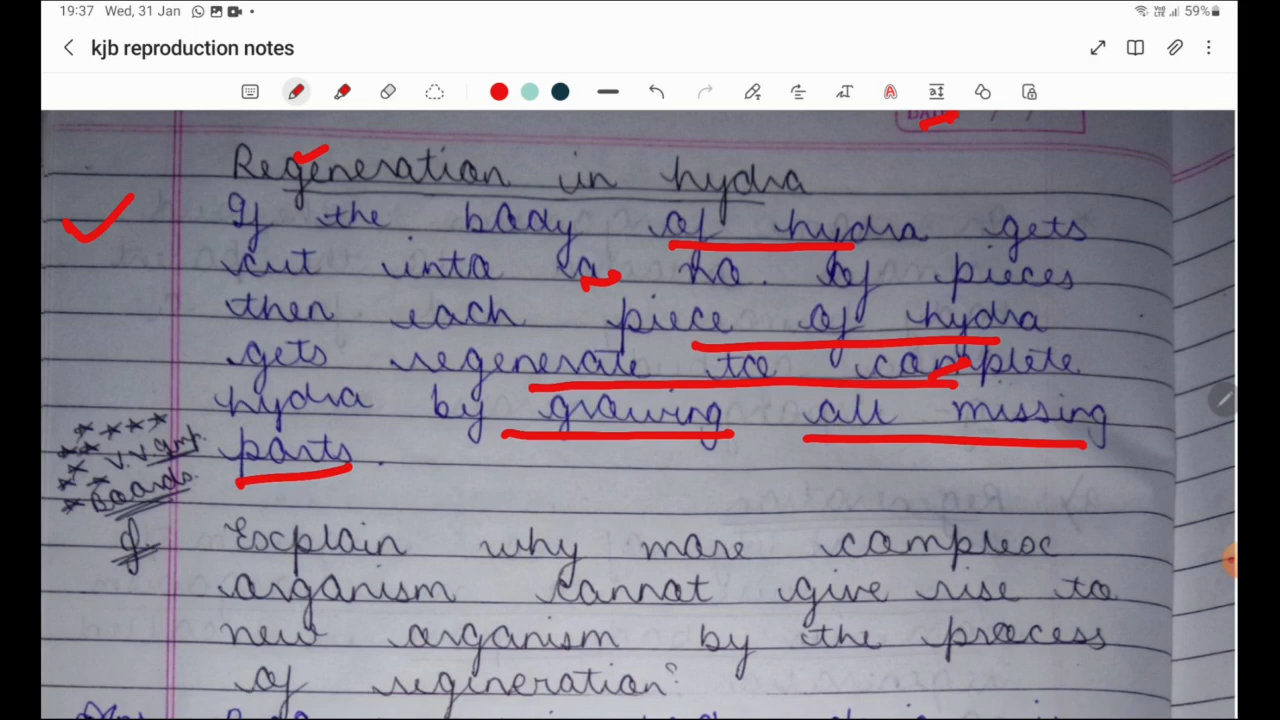 19:37 Wed, 31 Jan
59%
kjb reproduction notes
Regeneration in hydra
If the body of hydra gets
cut into a no. of pieces
then each piece of hydra
gets regenerate to complete
hydra by growing all missing
parts.
V.V Imp.
Boards.
Q. Explain why more complex
organism cannot give rise to
new organism by the process
of regeneration?